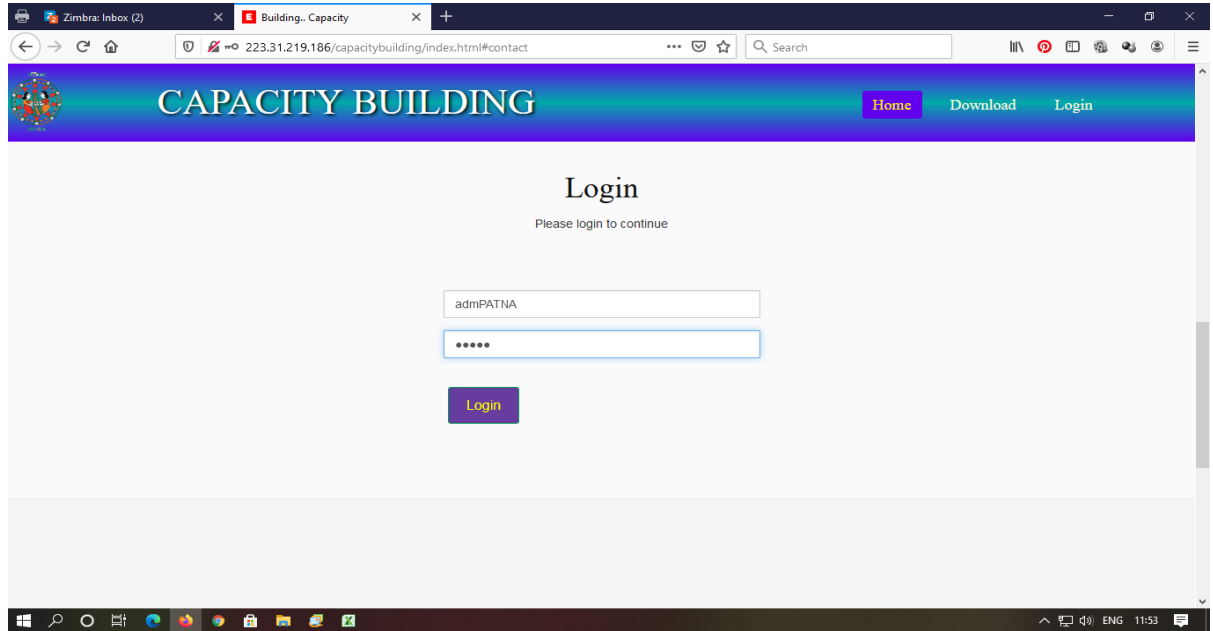 Zimbra: Inbox (2)
Building.. Capacity
223.31.219.186/capacitybuilding/index.html#contact
Search
CAPACITY BUILDING
Home Download Login
Login
Please login to continue
admPATNA
•••••
Login
ENG 11:53